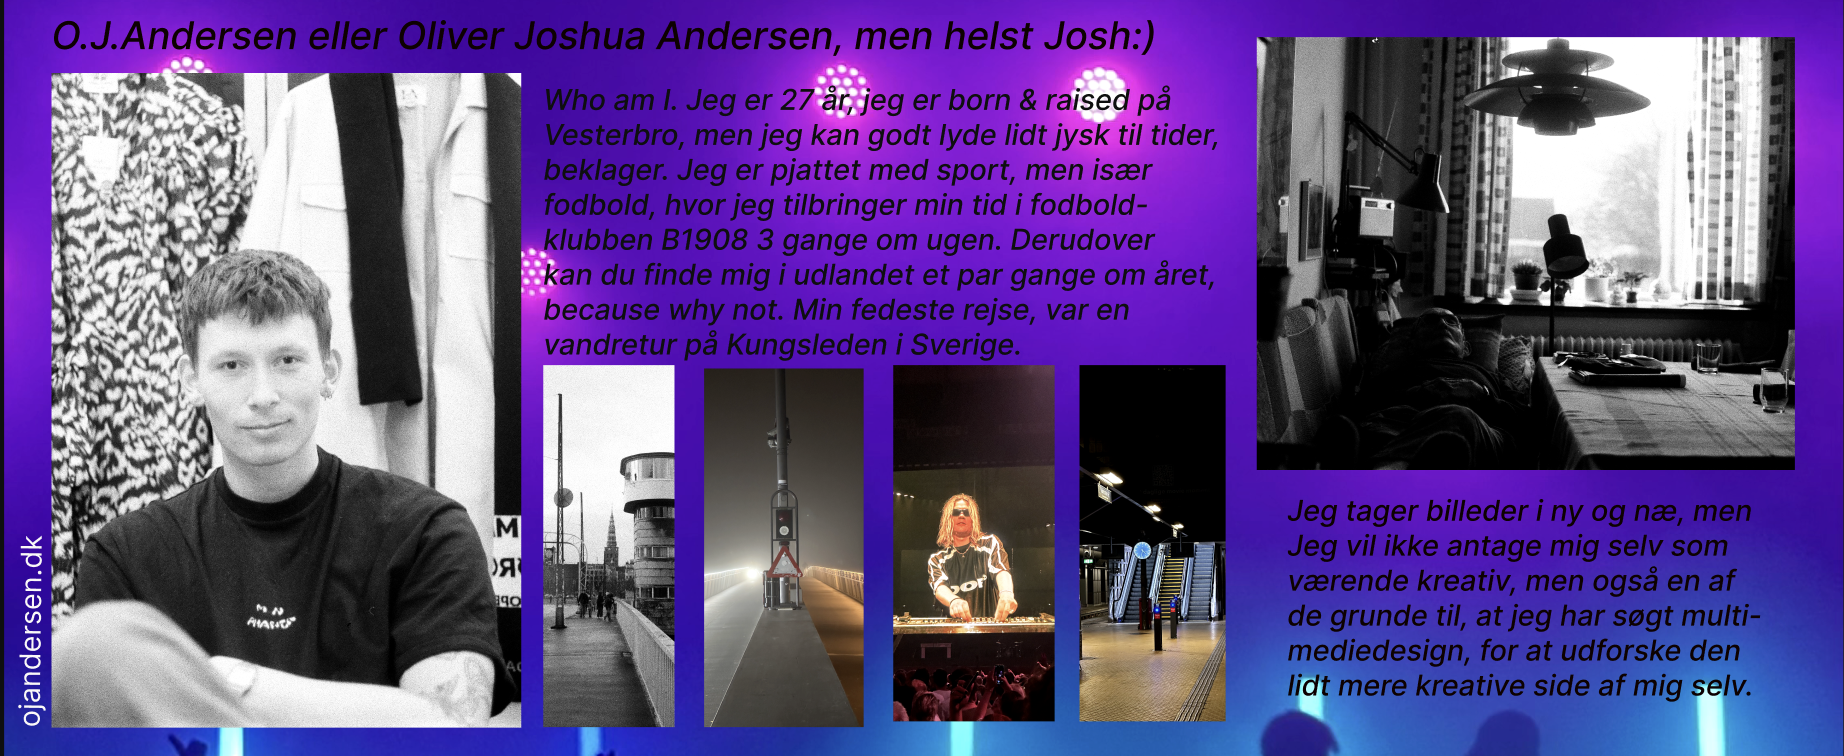 O.J.Andersen eller Oliver Joshua Andersen, men helst Josh:)
Who am I. Jeg er 27 år, jeg er born & raised på
Vesterbro, men jeg kan godt lyde lidt jysk til tider,
beklager. Jeg er pjattet med sport, men især
fodbold, hvor jeg tilbringer min tid i fodbold-
klubben B1908 3 gange om ugen. Derudover
kan du finde mig i udlandet et par gange om året,
because why not. Min fedeste rejse, var en
vandretur på Kungsleden i Sverige.
Jeg tager billeder i ny og næ, men
Jeg vil ikke antage mig selv som
værende kreativ, men også en af
de grunde til, at jeg har søgt multi-
mediedesign, for at udforske den
lidt mere kreative side af mig selv.
ojandersen.dk